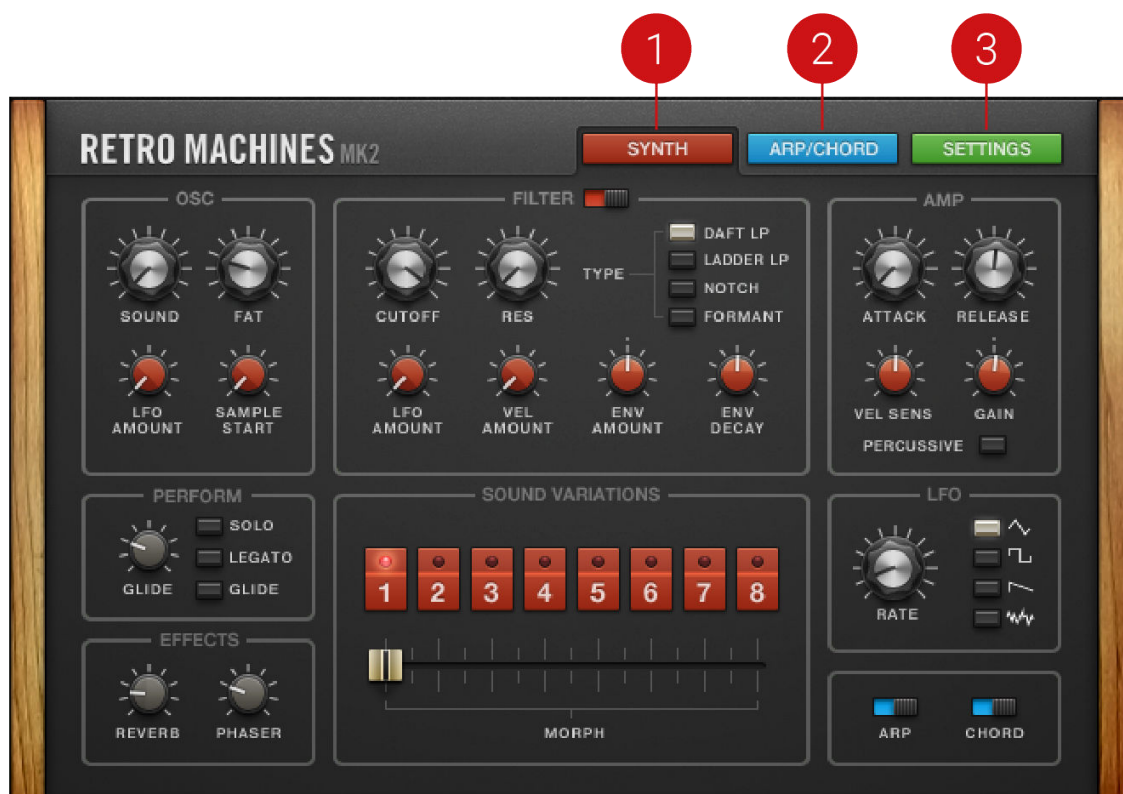 1 2 3
RETRO MACHINES MK2
SYNTH ARP/CHORD SETTINGS
OSC
SOUND FAT
LFO AMOUNT
SAMPLE START
FILTER
CUTOFF RES
TYPE
DAFT LP
LADDER LP
NOTCH
FORMANT
LFO AMOUNT
VEL AMOUNT
ENV AMOUNT
ENV DECAY
AMP
ATTACK RELEASE
VEL SENS GAIN
PERCUSSIVE
PERFORM
GLIDE
SOLO
LEGATO
GLIDE
SOUND VARIATIONS
1 2 3 4 5 6 7 8
MORPH
LFO
RATE
EFFECTS
REVERB PHASER
ARP CHORD